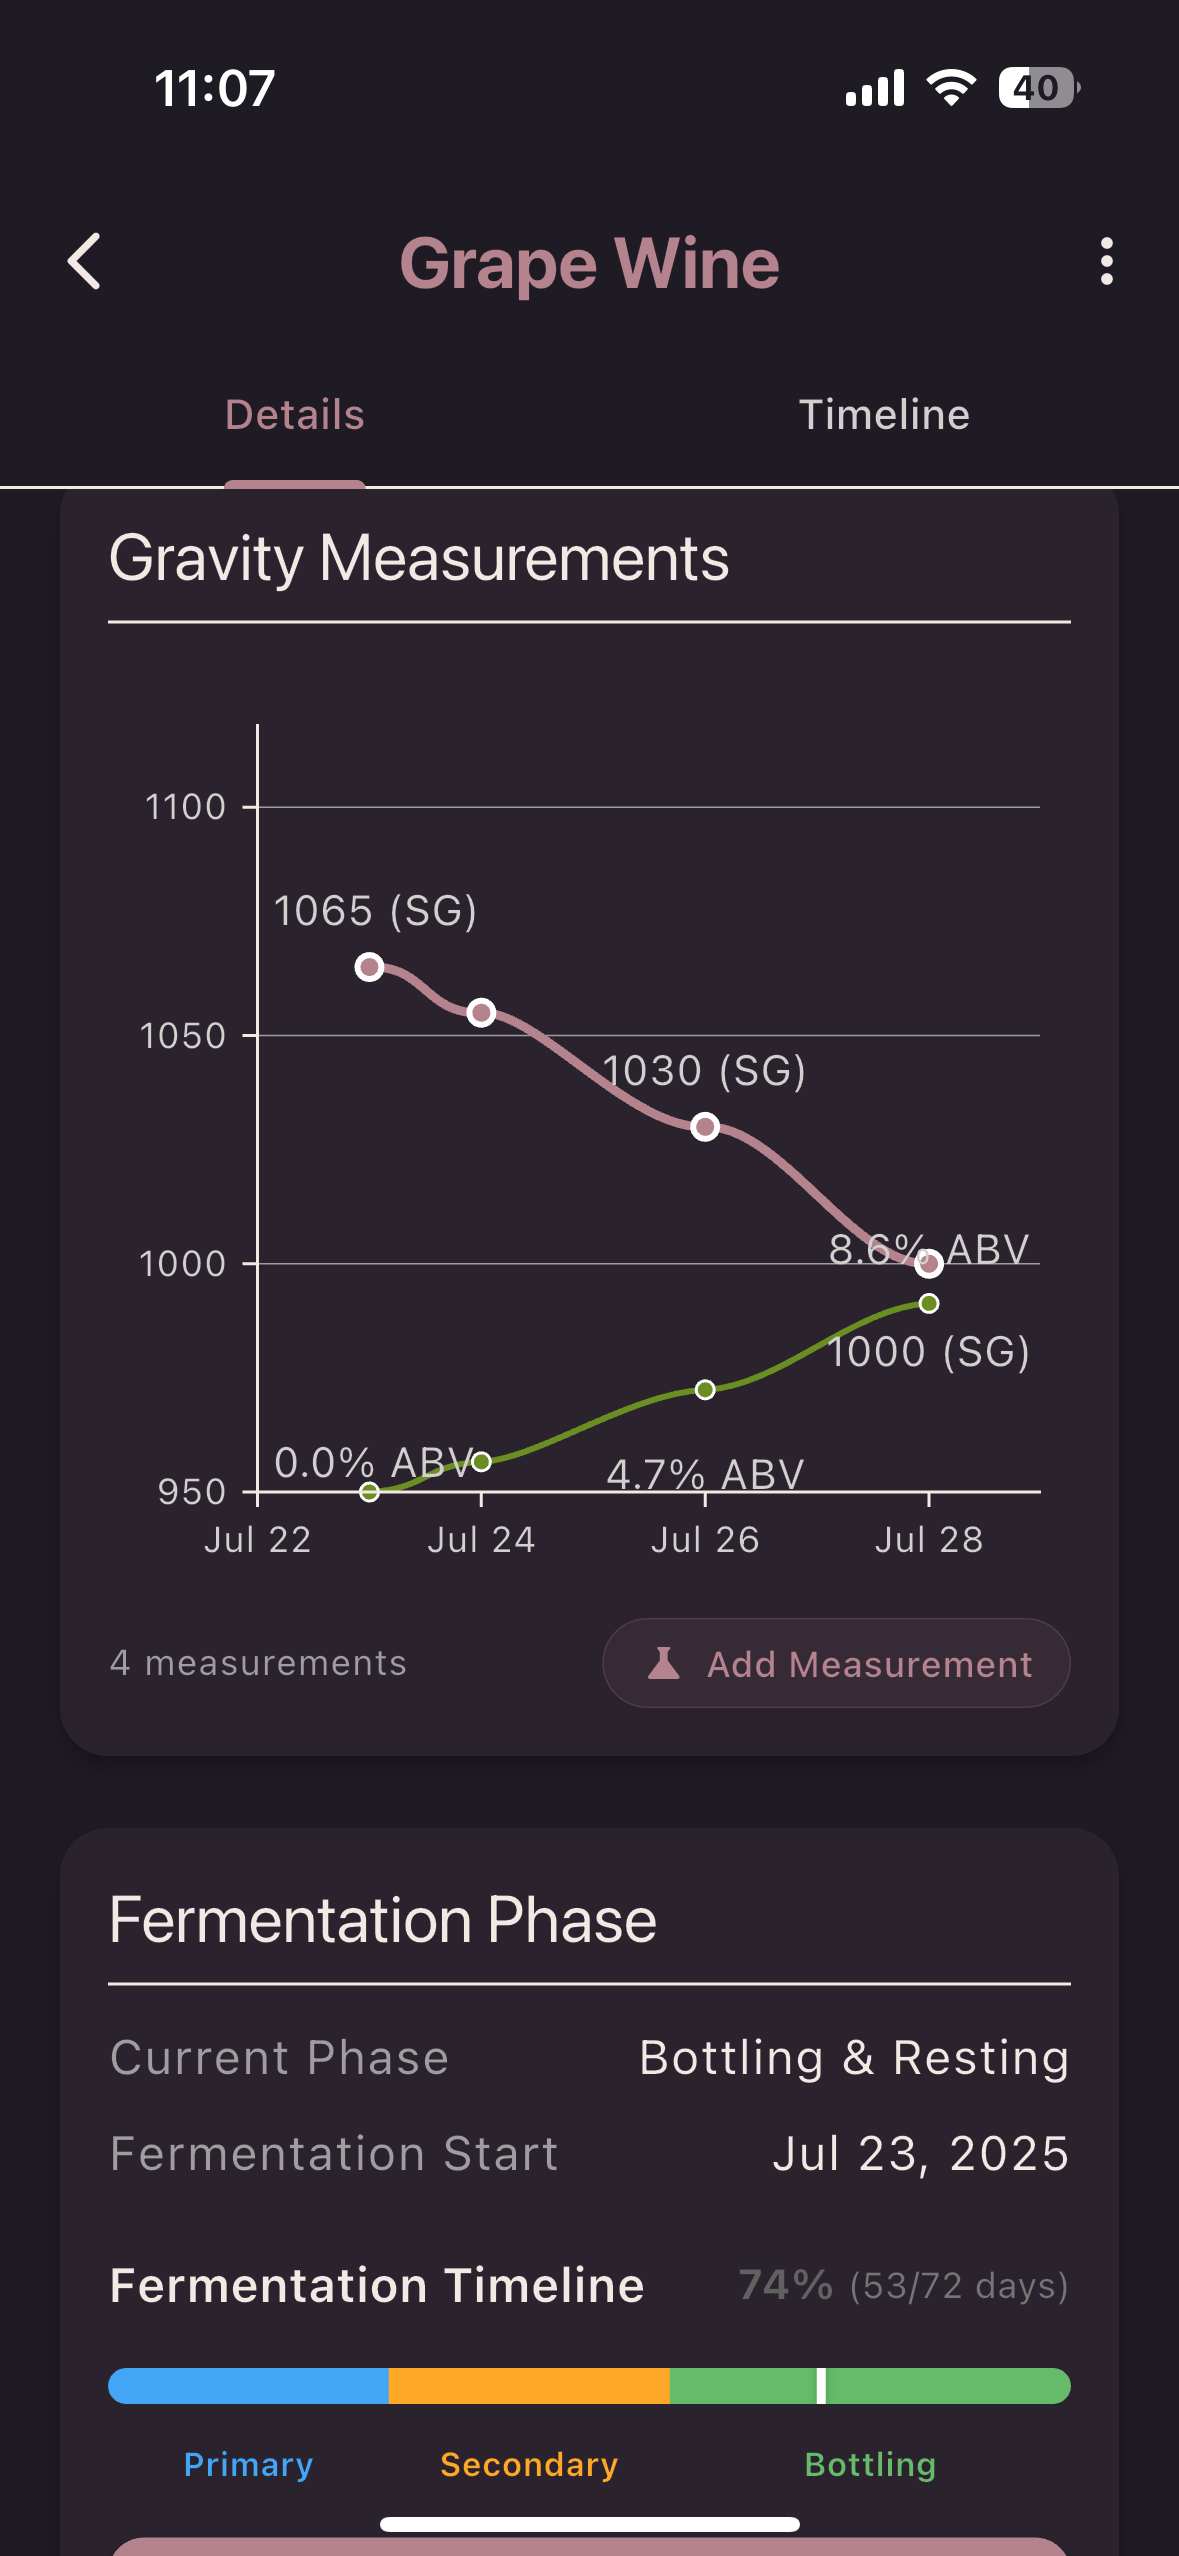 11:07
40
Grape Wine
Details
Timeline
Gravity Measurements
1100
1065 (SG)
1050
1030 (SG)
8.6% ABV
1000
1000 (SG)
0.0% ABV
4.7% ABV
950
Jul 22
Jul 24
Jul 26
Jul 28
4 measurements
Add Measurement
Fermentation Phase
Current Phase
Bottling & Resting
Fermentation Start
Jul 23, 2025
Fermentation Timeline
74% (53/72 days)
Primary
Secondary
Bottling